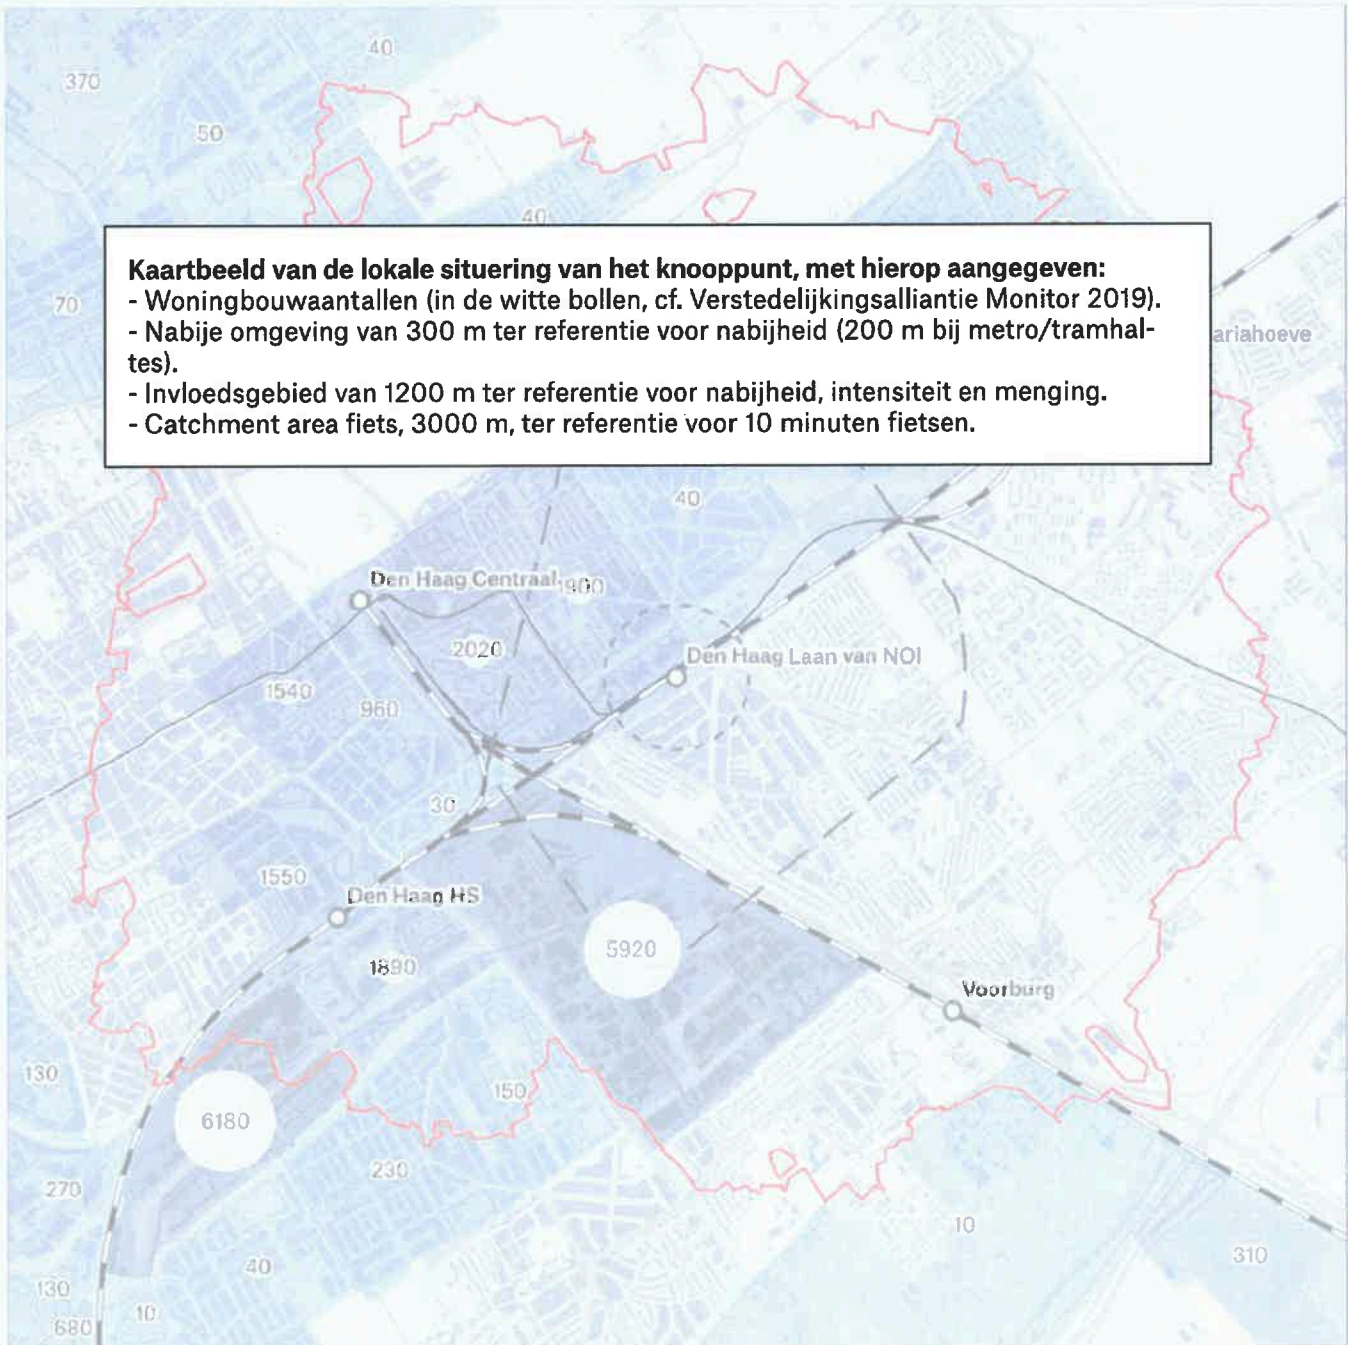 40
370
50
40
Kaartbeeld van de lokale situering van het knooppunt, met hierop aangegeven:
- Woningbouwaantallen (in de witte bollen, cf. Verstedelijkingsalliantie Monitor 2019).
- Nabije omgeving van 300 m ter referentie voor nabijheid (200 m bij metro/tramhal-
tes).
- Invloedsgebied van 1200 m ter referentie voor nabijheid, intensiteit en menging.
- Catchment area fiets, 3000 m, ter referentie voor 10 minuten fietsen.
70
ariahoeve
40
Den Haag Centraal
1900
2020
Den Haag Laan van NOI
1540
960
30
1550
Den Haag HS
5920
1890
Voorburg
130
150
6180
230
270
10
310
40
130
10
680